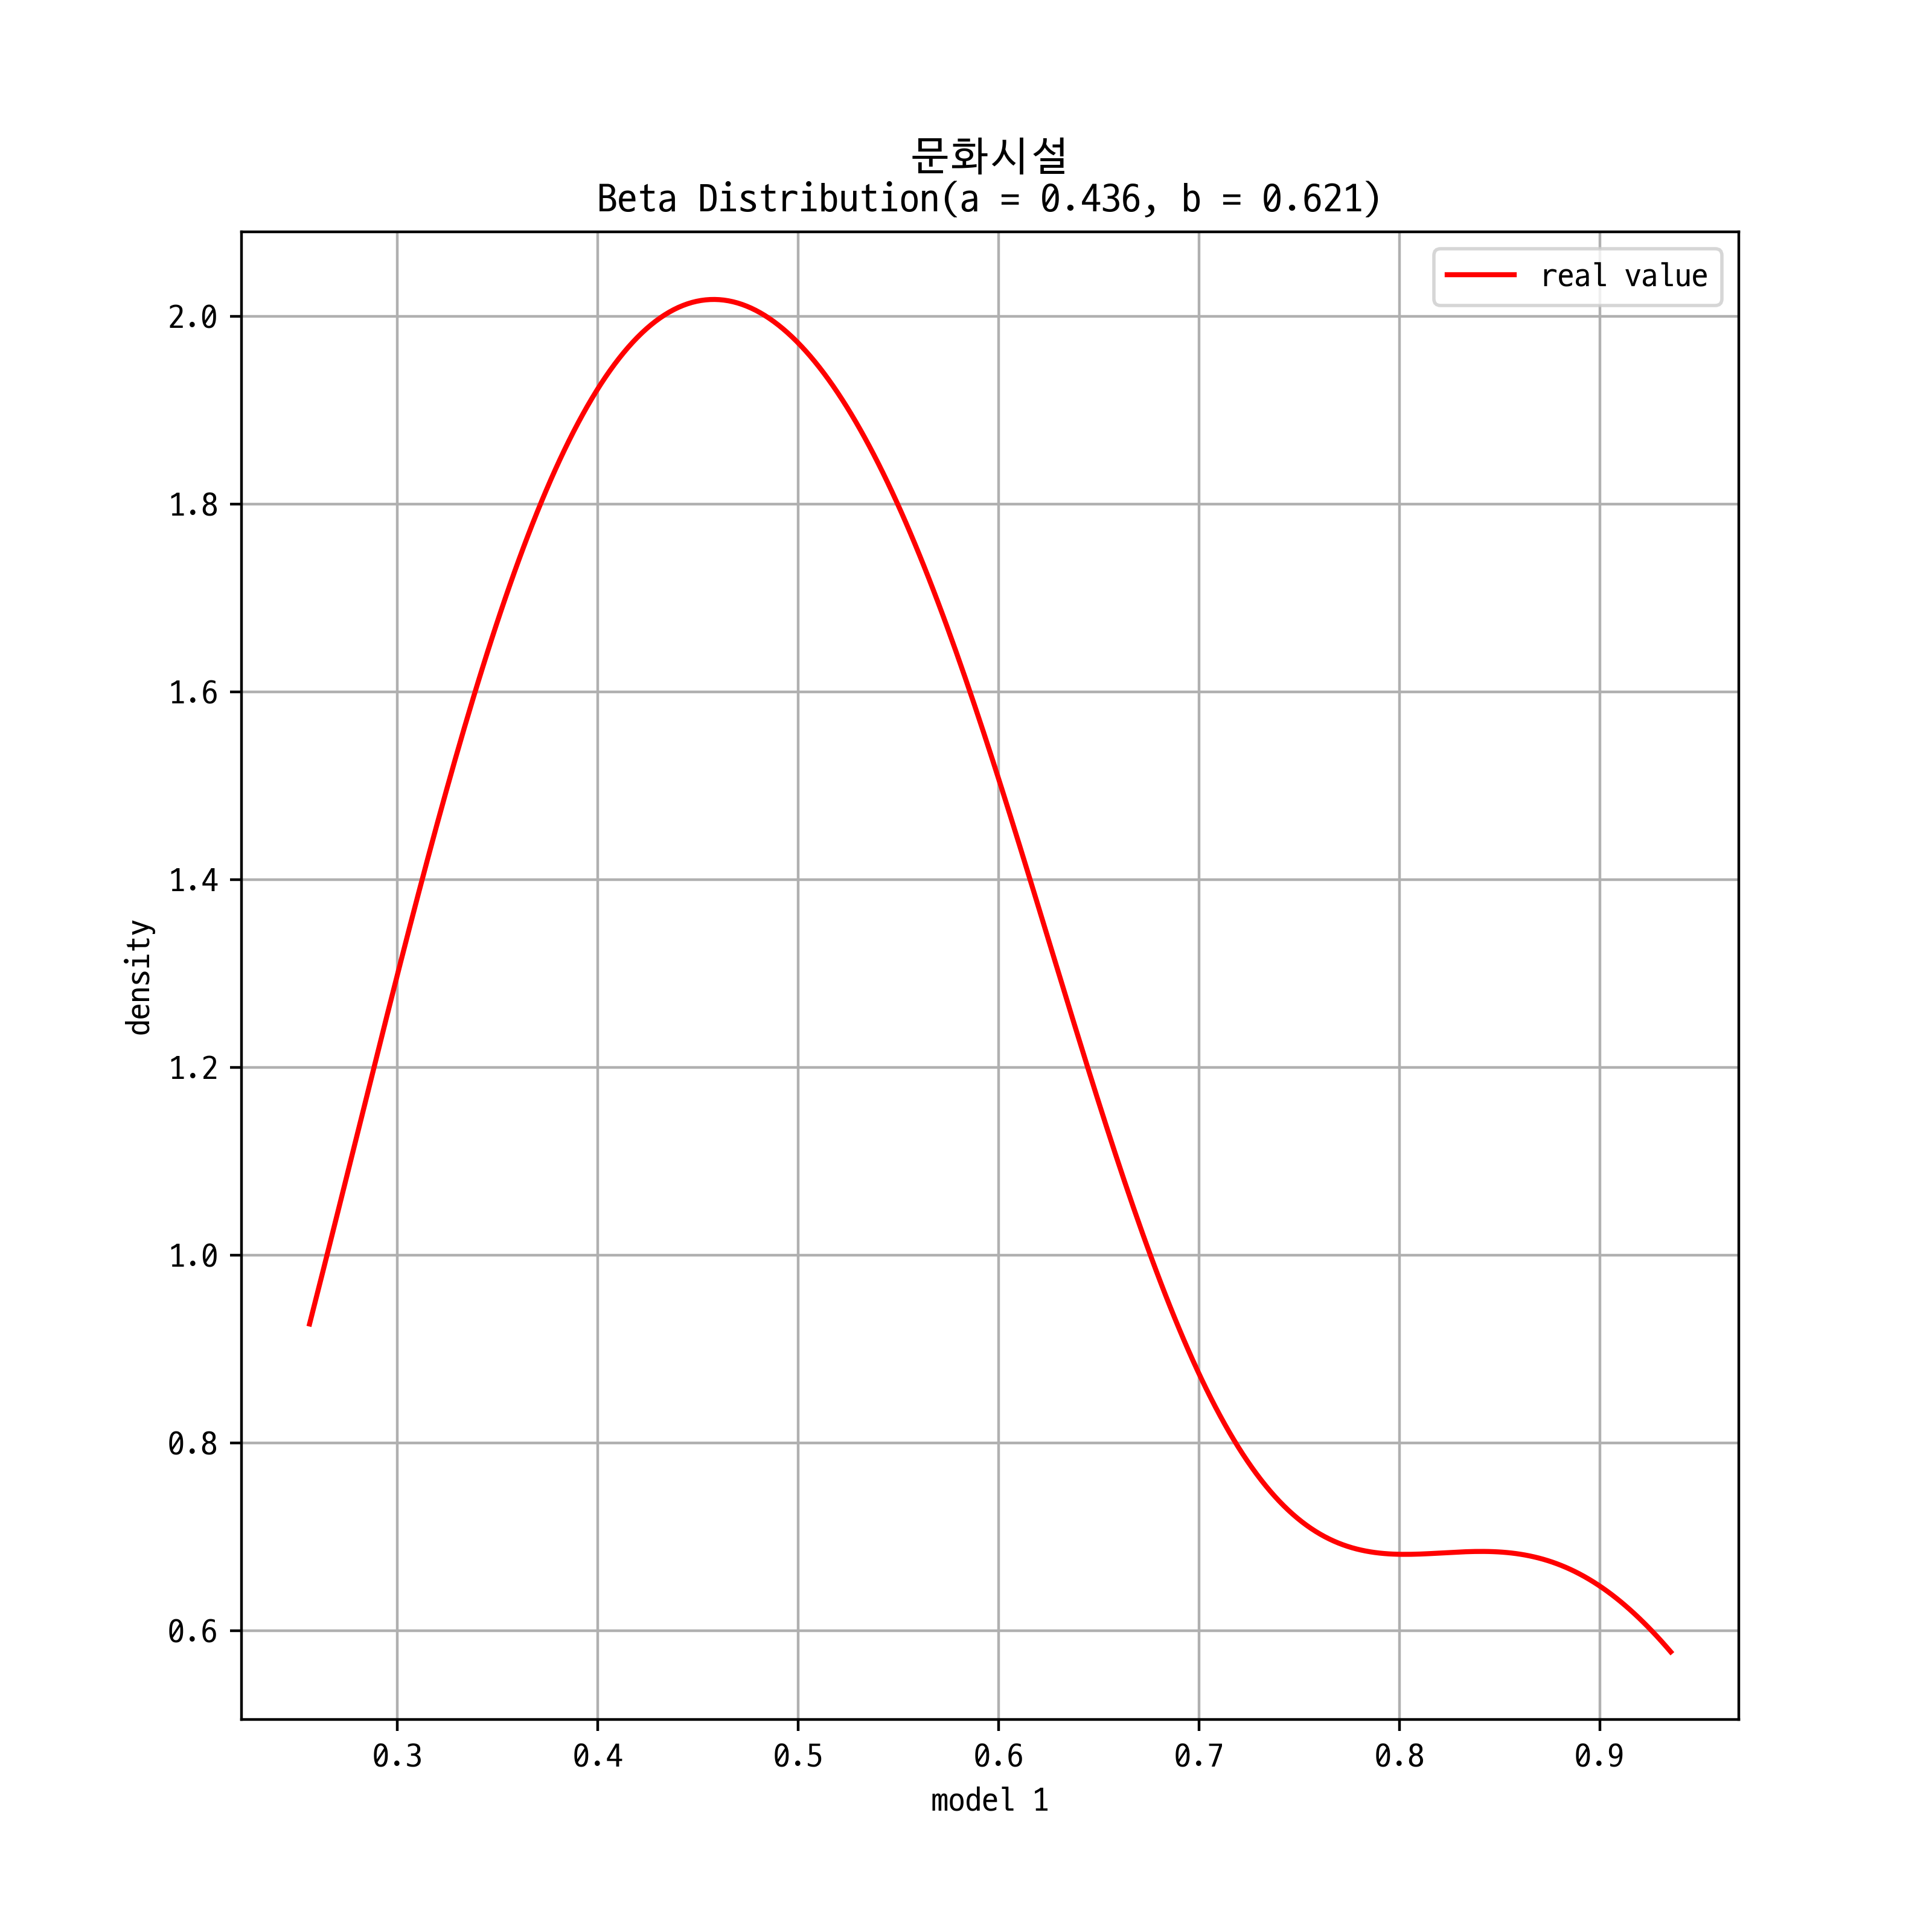 문화시설
Beta Distribution(a = 0.436, b = 0.621)
real value
density
2.0
1.8
1.6
1.4
1.2
1.0
0.8
0.6
0.3 0.4 0.5 0.6 0.7 0.8 0.9
model 1